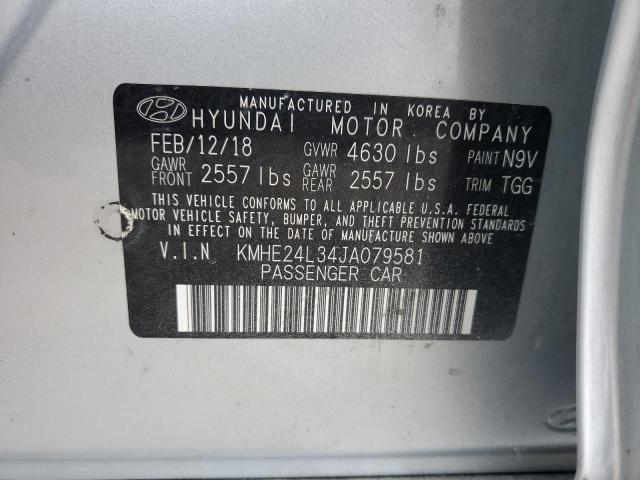 MANUFACTURED IN KOREA BY
HYUNDAI MOTOR COMPANY
FEB/12/18 GVWR 4630 lbs PAINT N9V
GAWR FRONT 2557 lbs GAWR REAR 2557 lbs TRIM TGG
THIS VEHICLE CONFORMS TO ALL APPLICABLE U.S.A. FEDERAL
MOTOR VEHICLE SAFETY, BUMPER, AND THEFT PREVENTION STANDARDS
IN EFFECT ON THE DATE OF MANUFACTURE SHOWN ABOVE.
V.I.N KMHE24L34JA079581
PASSENGER CAR